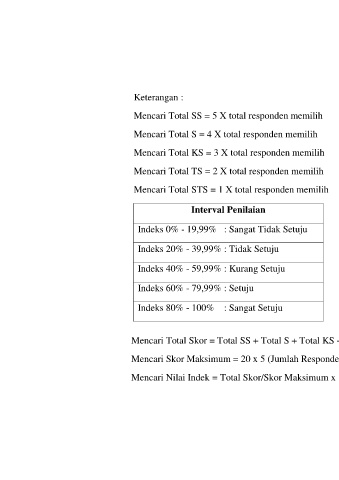 Keterangan :
Mencari Total SS = 5 X total responden memilih
Mencari Total S = 4 X total responden memilih
Mencari Total KS = 3 X total responden memilih
Mencari Total TS = 2 X total responden memilih
Mencari Total STS = 1 X total responden memilih
Interval Penilaian
Indeks 0% - 19,99% : Sangat Tidak Setuju
Indeks 20% - 39,99% : Tidak Setuju
Indeks 40% - 59,99% : Kurang Setuju
Indeks 60% - 79,99% : Setuju
Indeks 80% - 100% : Sangat Setuju
Mencari Total Skor = Total SS + Total S + Total KS
Mencari Skor Maksimum = 20 x 5 (Jumlah Responde
Mencari Nilai Indek = Total Skor/Skor Maksimum x